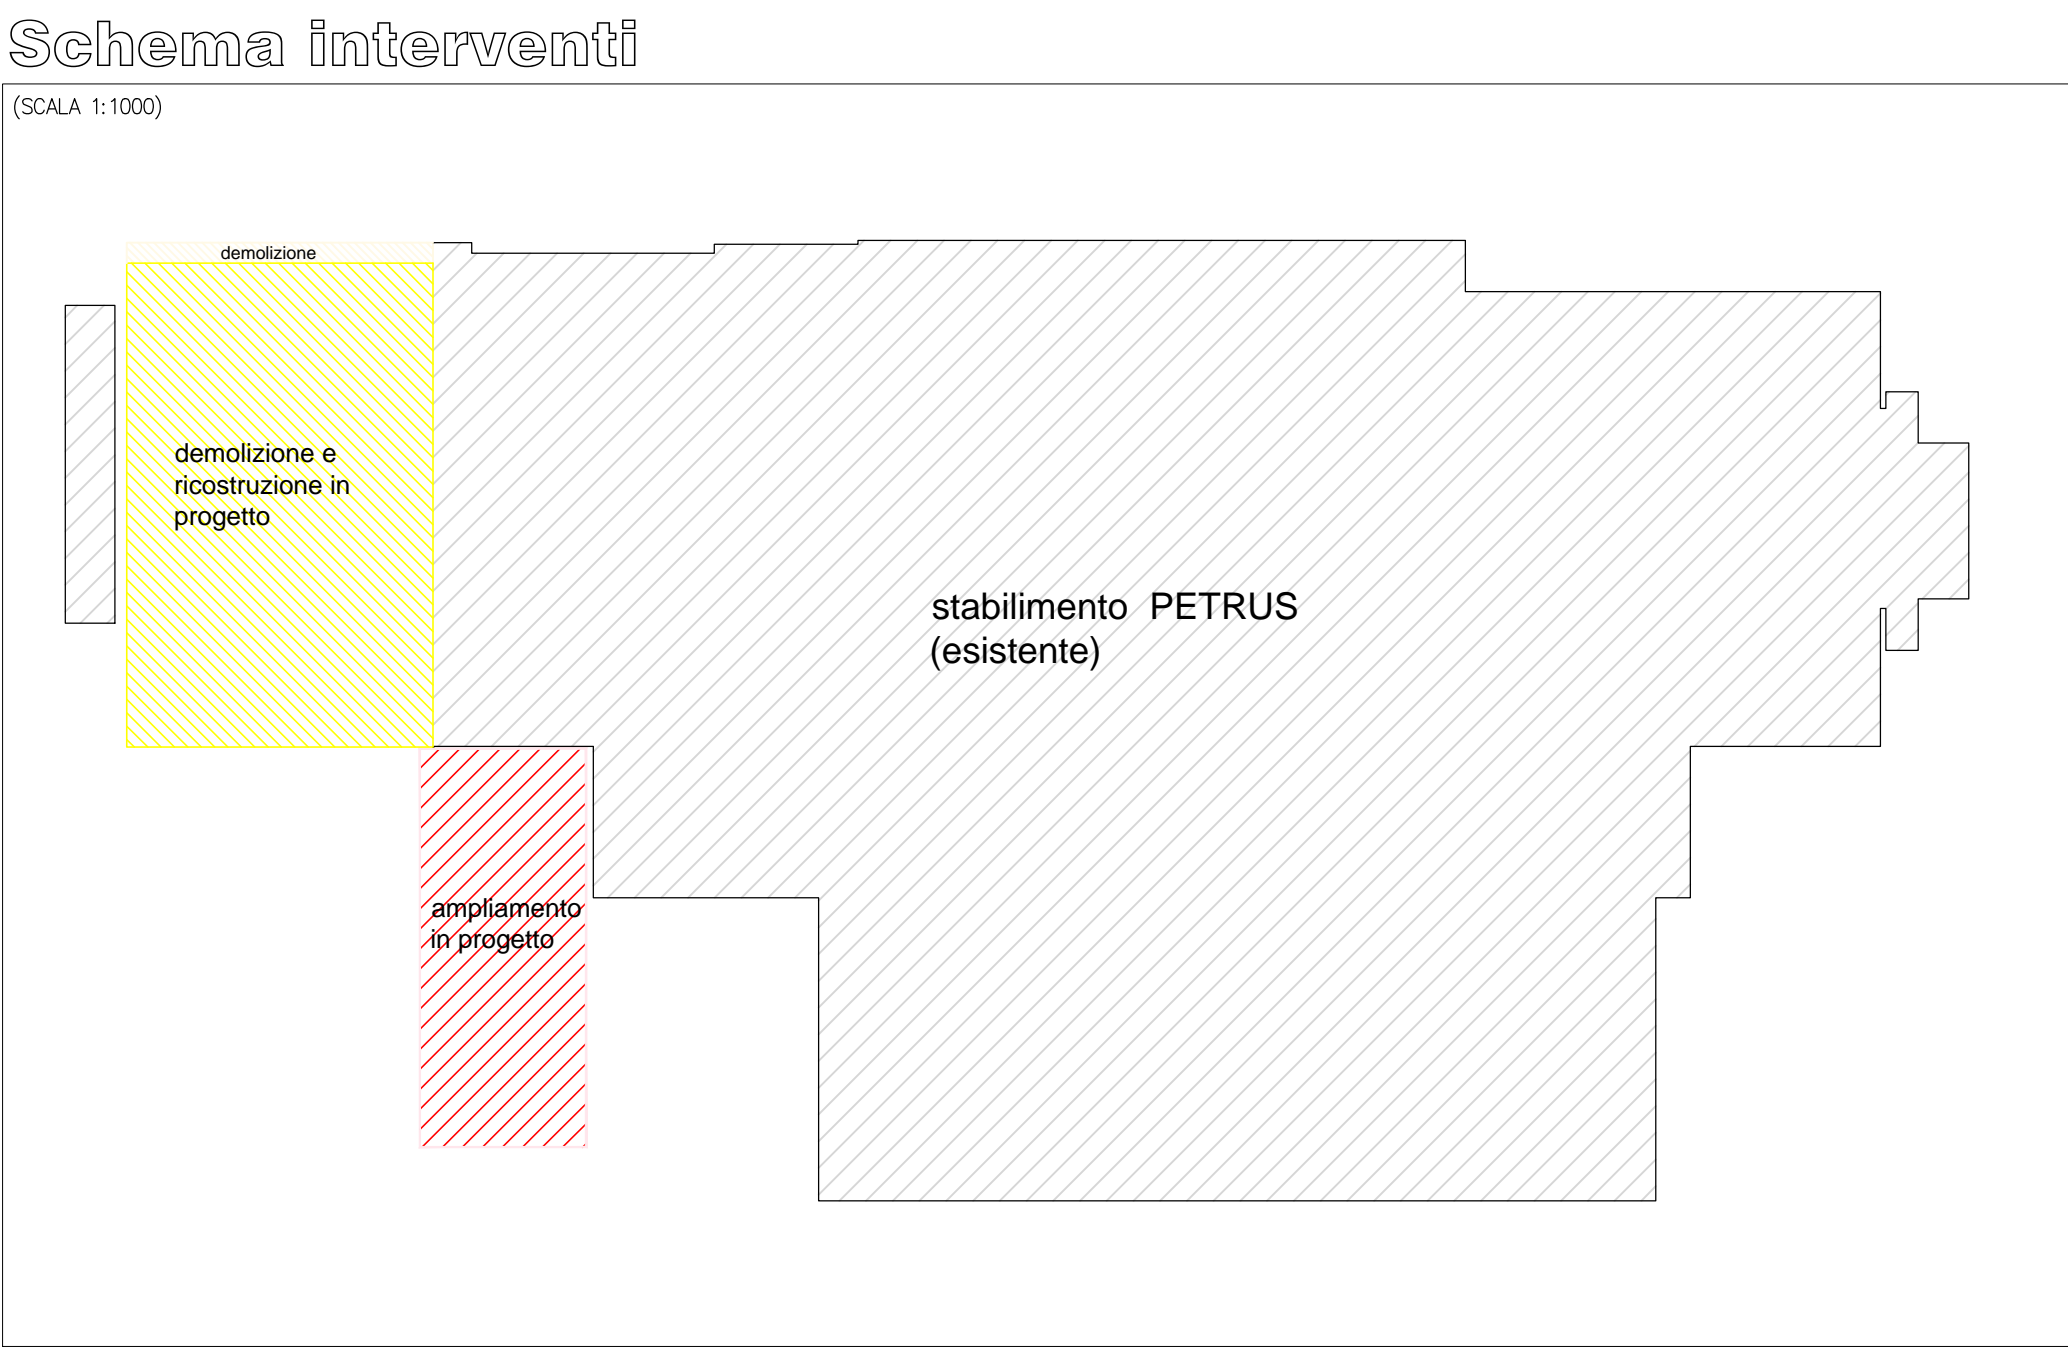 Schema interventi
(SCALA 1:1000)
demolizione
demolizione e
ricostruzione in
progetto
stabilimento PETRUS
(esistente)
ampliamento
in progetto